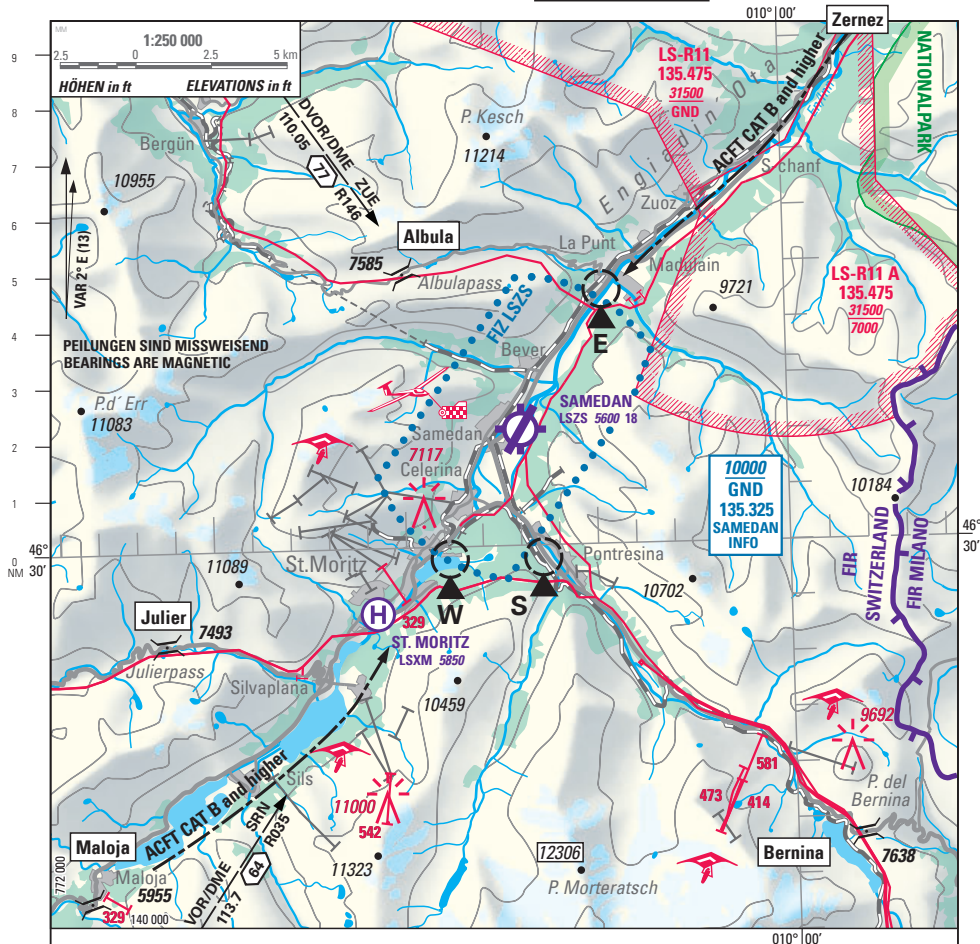 010° 00'
Zernez
MM
1:250 000
2.5 0 2.5 5 km
HÖHEN in ft ELEVATIONS in ft
9
8
7
6
5
4
3
2
1
0
NM
46°
30'
LS-R11
135.475
31500
GND
NATIONALPARK
ACFT CAT B and higher
Engiadin' Ota
DVOR/DME ZUE
110.05
77
R146
P. Kesch
11214
Bergün
10955
S-chanf
Zuoz
VAR 2° E (13)
Albula
7585
Albulapass
La Punt
Madulain
9721
LS-R11 A
135.475
31500
7000
FIZ LSZS
E
PEILUNGEN SIND MISSWEISEND
BEARINGS ARE MAGNETIC
Bever
P.d' Err
11083
SAMEDAN
LSZS 5600 18
Samedan
7117
Celerina
10000
GND
135.325
SAMEDAN
INFO
10184
FIR
SWITZERLAND
FIR MILANO
46°
30'
St.Moritz
Pontresina
11089
10702
W
S
H
329
ST. MORITZ
LSXM 5850
Julier
7493
Julierpass
Silvaplana
10459
9692
Sils
ACFT CAT B and higher
SRN
R035
VOR/DME
113.7
64
11000
542
581
473
414
P. del
Bernina
Maloja
Maloja
5955
329
772 000
140 000
11323
12306
P. Morteratsch
Bernina
7638
010° 00'